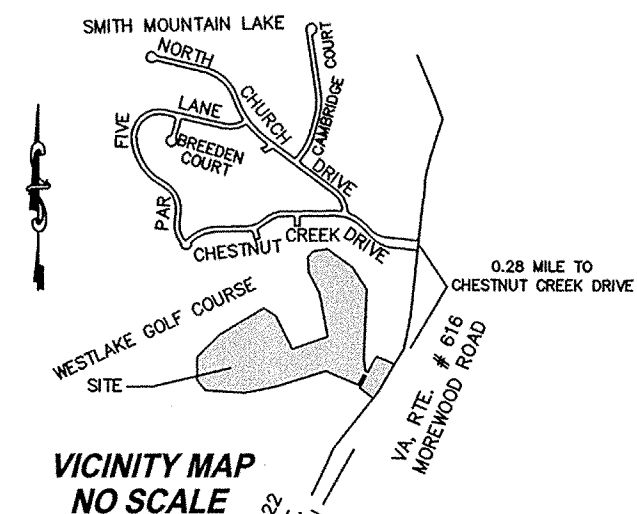 SMITH MOUNTAIN LAKE
NORTH CHURCH DRIVE
CAMBRIDGE COURT
PAR FIVE LANE
BREEDEN
COURT
CHESTNUT CREEK DRIVE
0.28 MILE TO
CHESTNUT CREEK DRIVE
WESTLAKE GOLF COURSE
SITE
VA, RTE. # 616
MOREWOOD ROAD
VICINITY MAP
NO SCALE
22